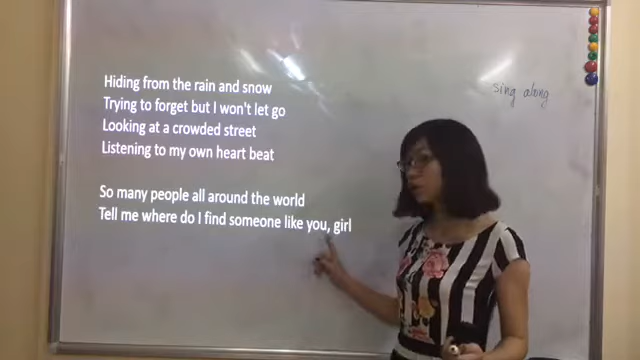 Hiding from the rain and snow
Trying to forget but I won't let go
Looking at a crowded street
Listening to my own heart beat
So many people all around the world
Tell me where do I find someone like you, girl
sing along